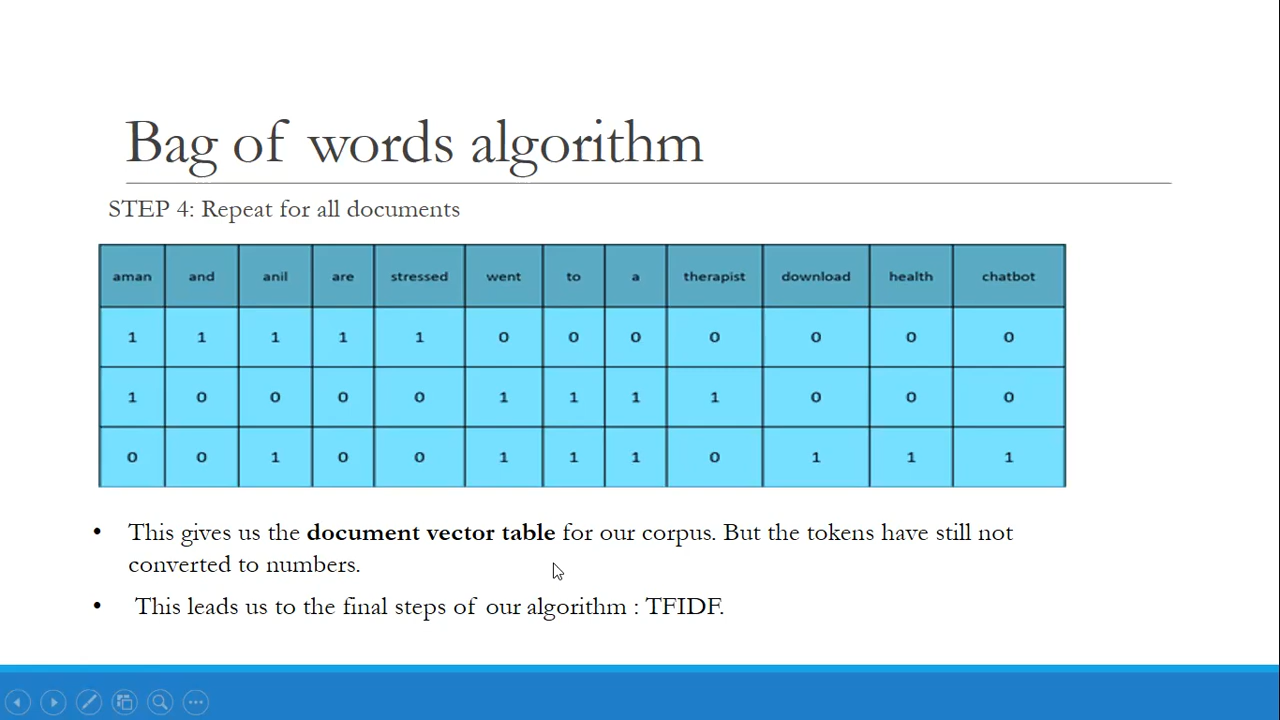 Bag of words algorithm
STEP 4: Repeat for all documents
aman and anil are stressed went to a therapist download health chatbot
1 1 1 1 1 0 0 0 0 0 0 0
1 0 0 0 0 1 1 1 1 0 0 0
0 0 1 0 0 1 1 1 0 1 1 1
• This gives us the document vector table for our corpus. But the tokens have still not
converted to numbers.
• This leads us to the final steps of our algorithm : TFIDF.